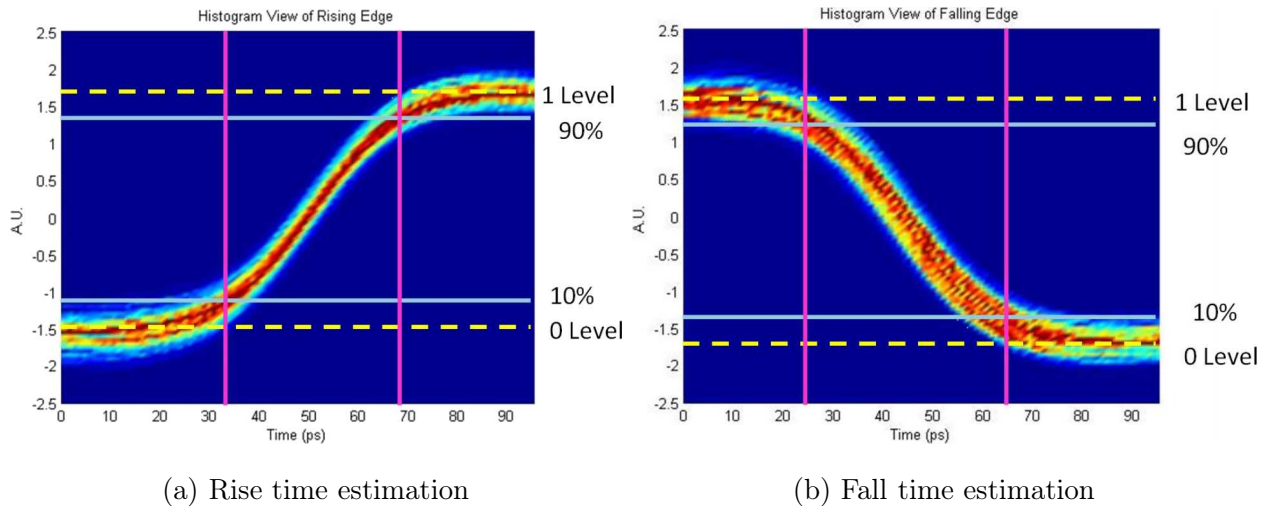 Histogram View of Rising Edge
2.5
2
1.5
1
0.5
0
-0.5
-1
-1.5
-2
-2.5
A.U.
0 10 20 30 40 50 60 70 80 90
Time (ps)
1 Level
90%
10%
0 Level
(a) Rise time estimation
Histogram View of Falling Edge
2.5
2
1.5
1
0.5
0
-0.5
-1
-1.5
-2
-2.5
A.U.
0 10 20 30 40 50 60 70 80 90
Time (ps)
1 Level
90%
10%
0 Level
(b) Fall time estimation